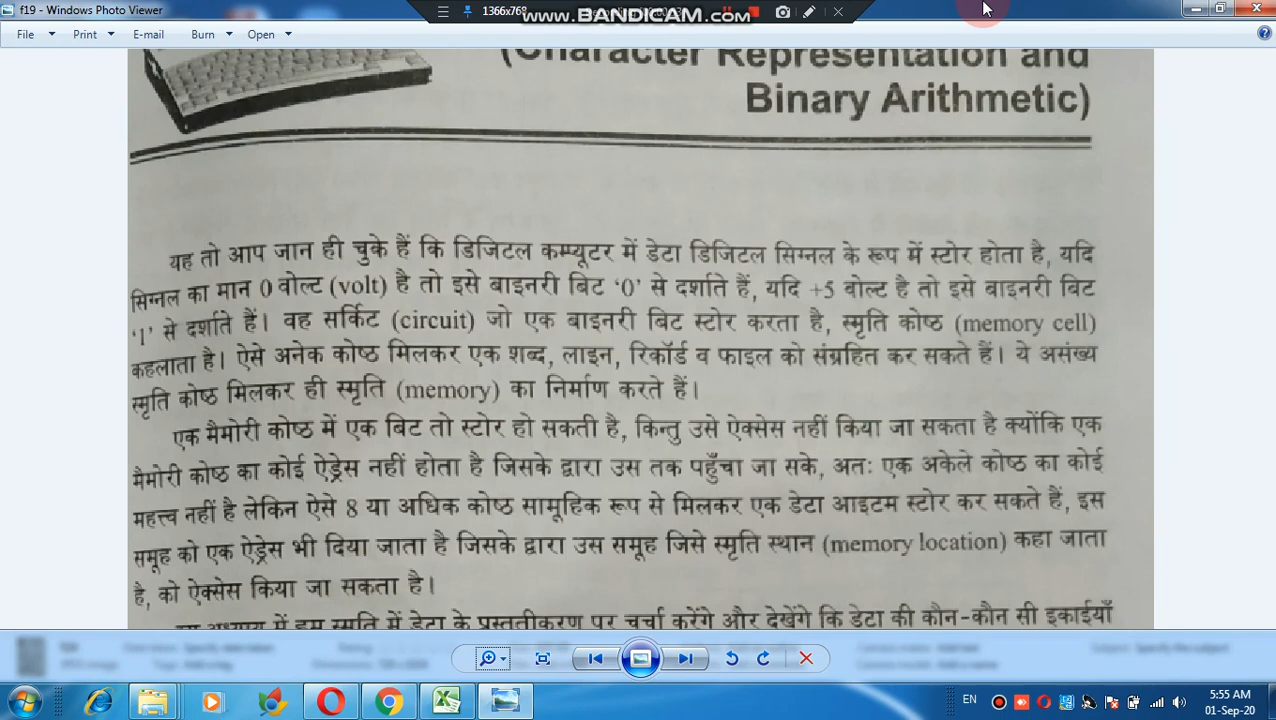 f19 - Windows Photo Viewer
1366x768
www.BANDICAM.com
File Print E-mail Burn Open
(Character Representation and
Binary Arithmetic)
यह तो आप जान ही चुके हैं कि डिजिटल कम्प्यूटर में डेटा डिजिटल सिग्नल के रूप में स्टोर होता है, यदि
सिग्नल का मान 0 वोल्ट (volt) है तो इसे बाइनरी बिट ‘0’ से दर्शाते हैं, यदि +5 वोल्ट है तो इसे बाइनरी बिट
‘1’ से दर्शाते हैं। वह सर्किट (circuit) जो एक बाइनरी बिट स्टोर करता है, स्मृति कोष्ठ (memory cell)
कहलाता है। ऐसे अनेक कोष्ठ मिलकर एक शब्द, लाइन, रिकॉर्ड व फाइल को संग्रहित कर सकते हैं। ये असंख्य
स्मृति कोष्ठ मिलकर ही स्मृति (memory) का निर्माण करते हैं।
एक मैमोरी कोष्ठ में एक बिट तो स्टोर हो सकती है, किन्तु उसे ऐक्सेस नहीं किया जा सकता है क्योंकि एक
मैमोरी कोष्ठ का कोई ऐड्रेस नहीं होता है जिसके द्वारा उस तक पहुँचा जा सके, अतः एक अकेले कोष्ठ का कोई
महत्त्व नहीं है लेकिन ऐसे 8 या अधिक कोष्ठ सामूहिक रूप से मिलकर एक डेटा आइटम स्टोर कर सकते हैं, इस
समूह को एक ऐड्रेस भी दिया जाता है जिसके द्वारा उस समूह जिसे स्मृति स्थान (memory location) कहा जाता
है, को ऐक्सेस किया जा सकता है।
अध्याय में हम स्मृति में डेटा के प्रस्तुतीकरण पर चर्चा करेंगे और देखेंगे कि डेटा की कौन-कौन सी इकाईयाँ
EN
5:55 AM
01-Sep-20